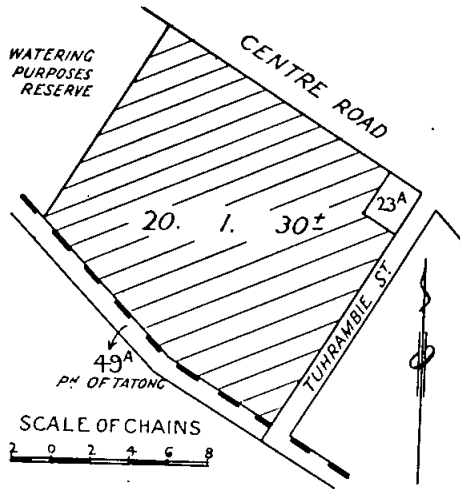 WATERING
PURPOSES
RESERVE
CENTRE ROAD
23A
20. 1. 30±
TUHRAMBIE ST.
49A
PN OF TATONG
SCALE OF CHAINS
2 0 2 4 6 8